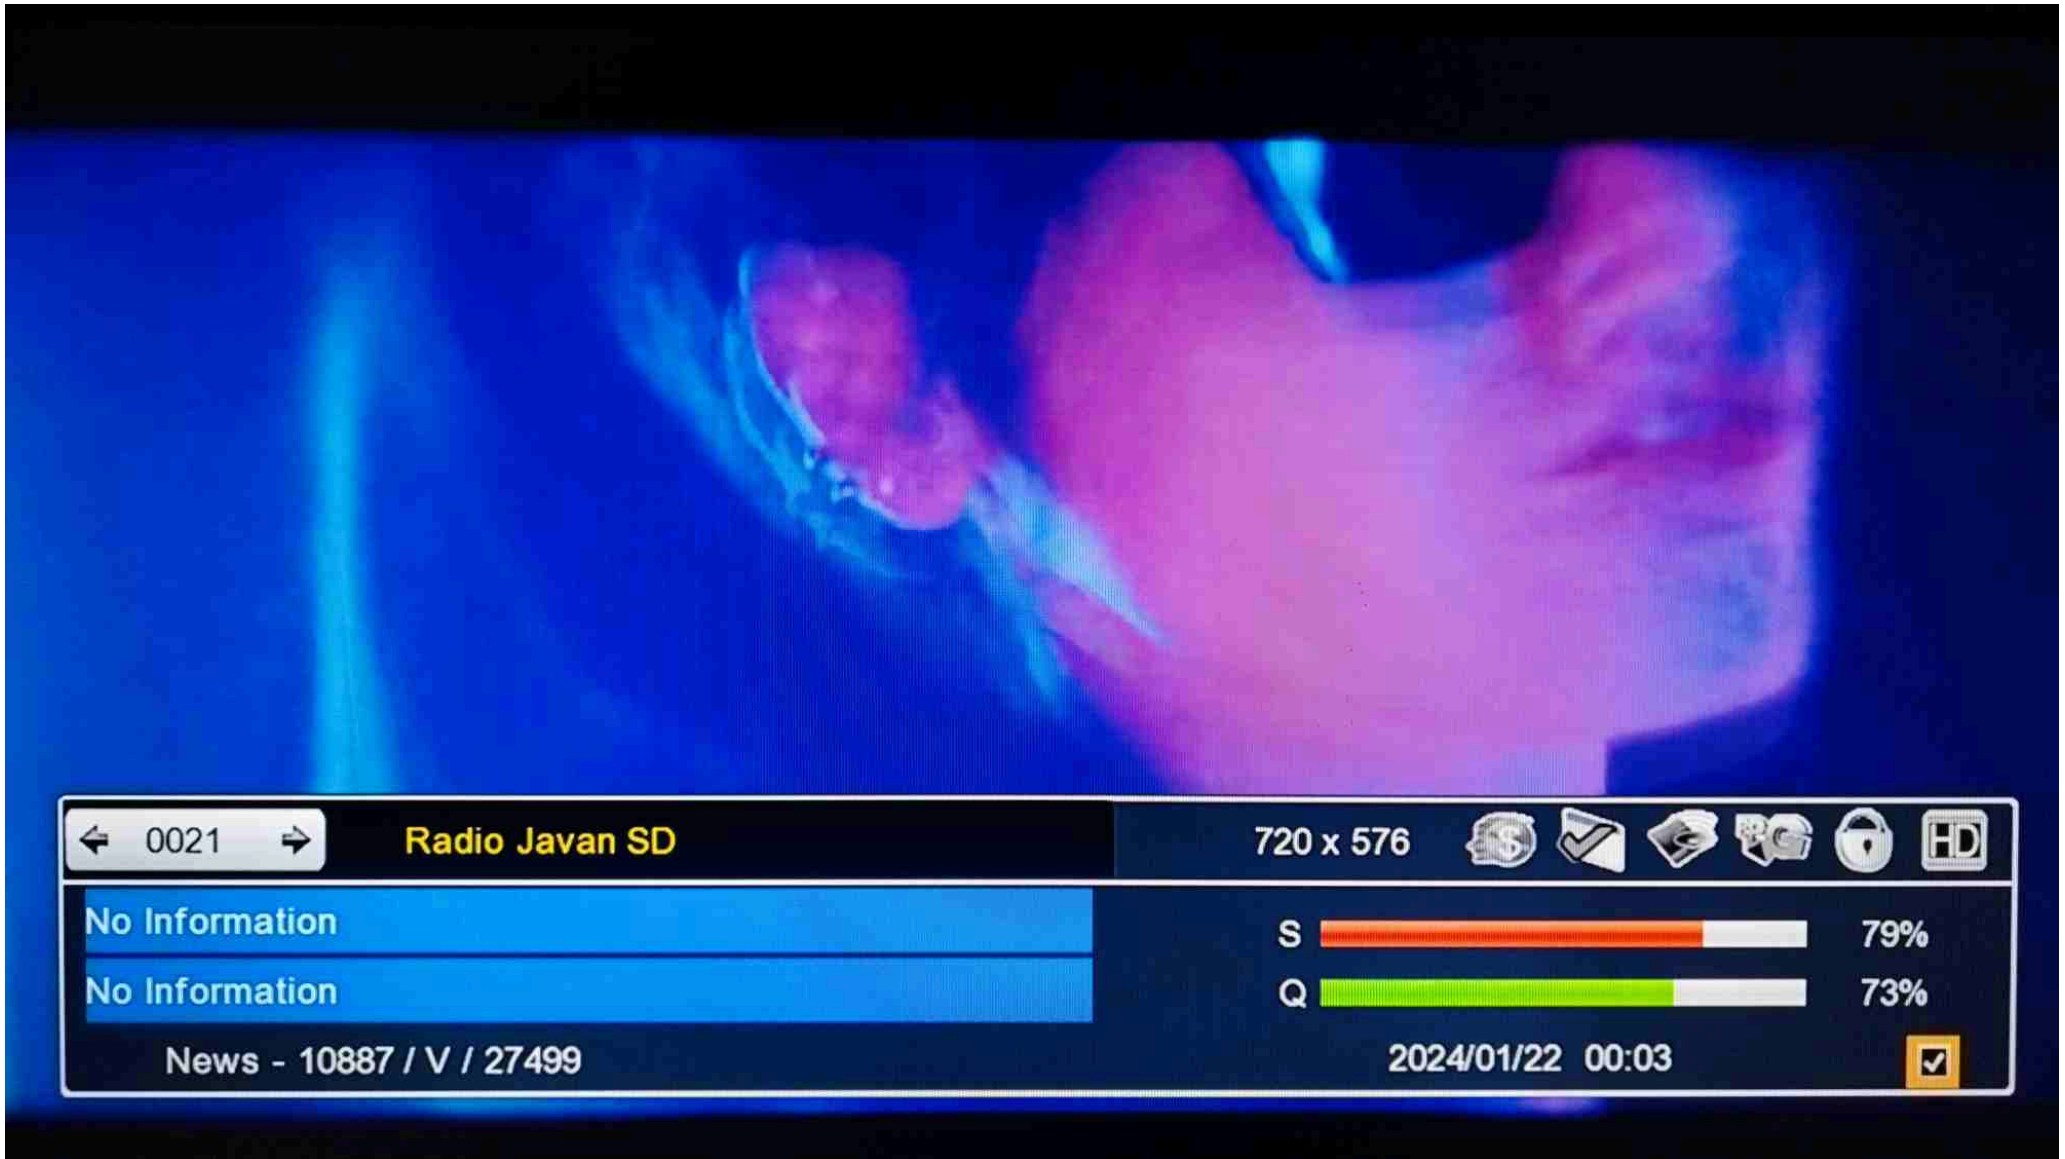 0021 Radio Javan SD 720 x 576 HD
No Information
S 79%
No Information
Q 73%
News - 10887 / V / 27499 2024/01/22 00:03